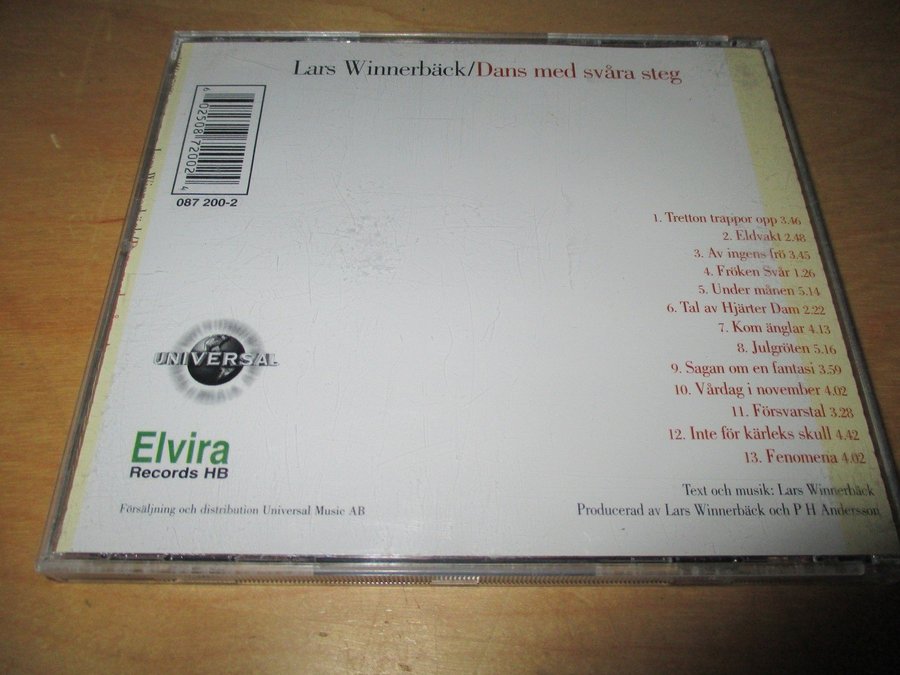 Lars Winnerbäck/Dans med svåra steg
6 02508 72002 4
087 200-2
1. Tretton trappor opp 3.46
2. Eldvakt 2.48
3. Av ingens frö 3.45
4. Fröken Svår 1.26
5. Under månen 5.14
6. Tal av Hjärter Dam 2.22
7. Kom änglar 4.13
8. Julgröten 5.16
9. Sagan om en fantasi 3.59
10. Vårdag i november 4.02
11. Försvarstal 3.28
12. Inte för kärleks skull 4.42
13. Fenomena 4.02
Text och musik: Lars Winnerbäck
Producerad av Lars Winnerbäck och P H Andersson
UNIVERSAL
Elvira
Records HB
Försäljning och distribution Universal Music AB